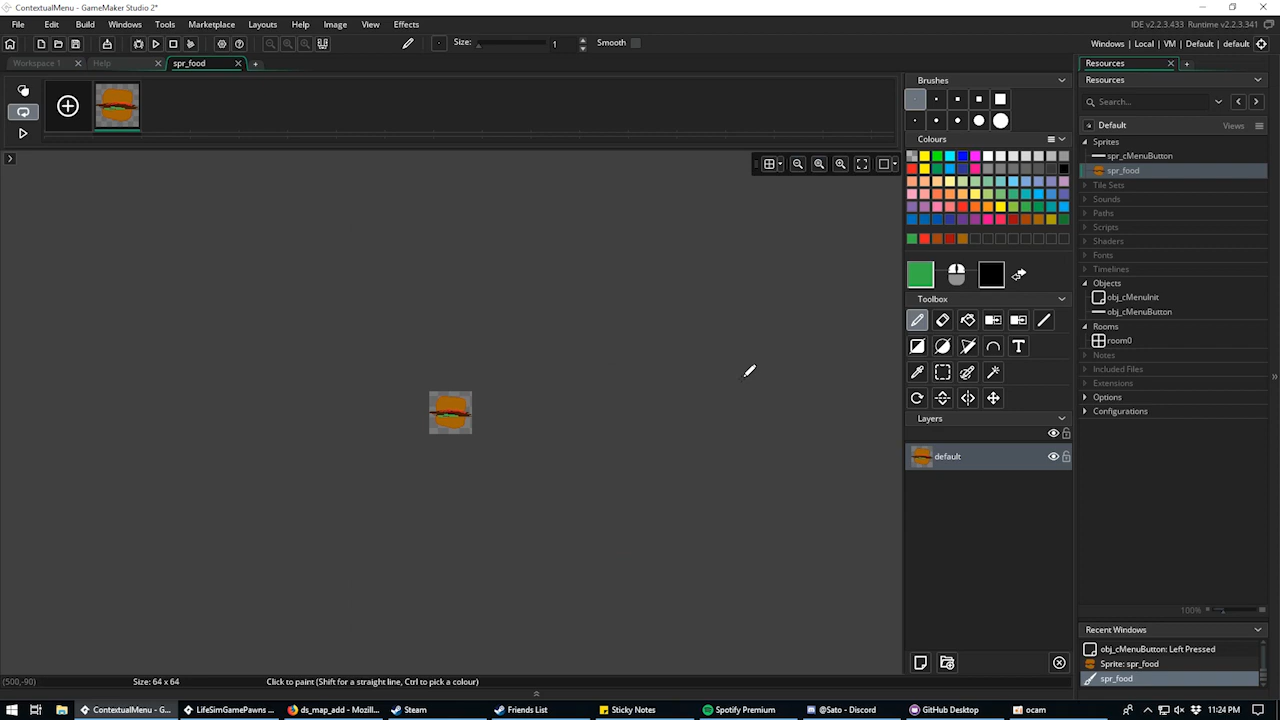 ContextualMenu - GameMaker Studio 2*
File Edit Build Windows Tools Marketplace Layouts Help Image View Effects
IDE v2.2.3.433 Runtime v2.2.3.341
Size: 1 Smooth
Windows | Local | VM | Default | default
Workspace 1 Help spr_food
Resources
Brushes
Resources
Search...
Default Views
Colours
Sprites
spr_cMenuButton
spr_food
Tile Sets
Sounds
Paths
Scripts
Shaders
Fonts
Timelines
Objects
obj_cMenuInit
obj_cMenuButton
Rooms
room0
Notes
Included Files
Extensions
Options
Configurations
Toolbox
T
Layers
default
100%
Recent Windows
obj_cMenuButton: Left Pressed
Sprite: spr_food
spr_food
(500,-90) Size: 64 x 64 Click to paint (Shift for a straight line, Ctrl to pick a colour)
ContextualMenu - G... LifeSimGamePawns ... ds_map_add - Mozill... Steam Friends List Sticky Notes Spotify Premium @Sato - Discord GitHub Desktop ocam 11:24 PM